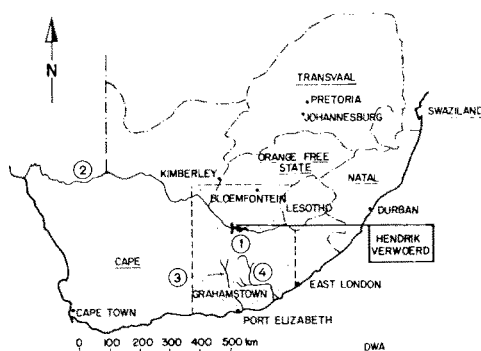 N
TRANSVAAL
PRETORIA
JOHANNESBURG
SWAZILAND
ORANGE FREE
STATE
NATAL
KIMBERLEY
2
BLOEMFONTEIN
LESOTHO
DURBAN
1
HENDRIK
VERWOERD
CAPE
3
4
EAST LONDON
GRAHAMSTOWN
CAPE TOWN
PORT ELIZABETH
0 100 200 300 400 500 km
DWA